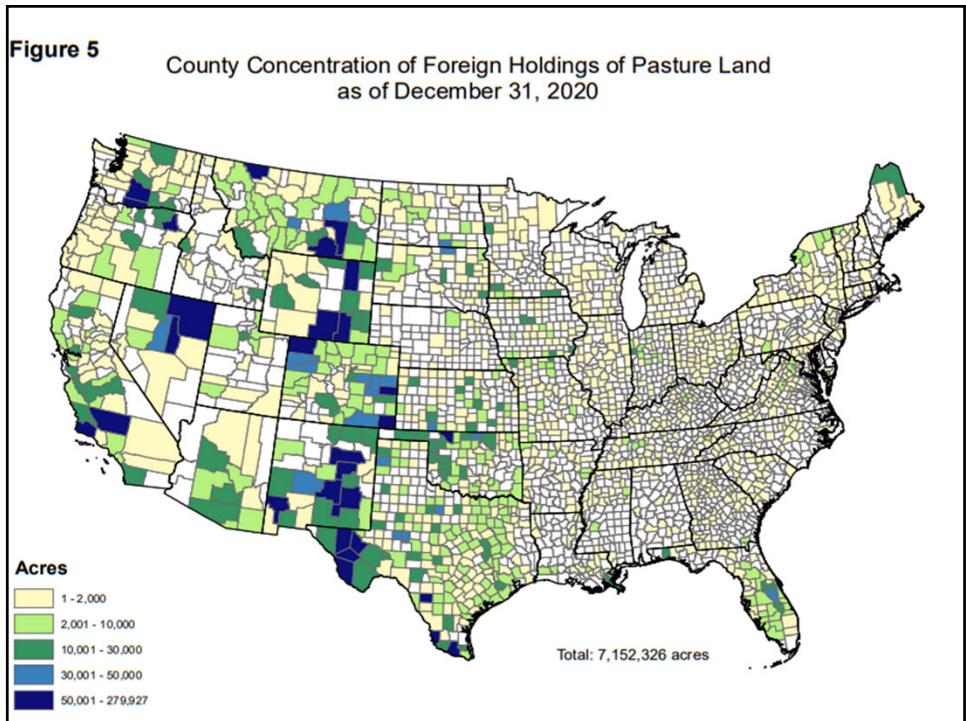 Figure 5
County Concentration of Foreign Holdings of Pasture Land
as of December 31, 2020
Acres
1 - 2,000
2,001 - 10,000
10,001 - 30,000
30,001 - 50,000
50,001 - 279,927
Total: 7,152,326 acres